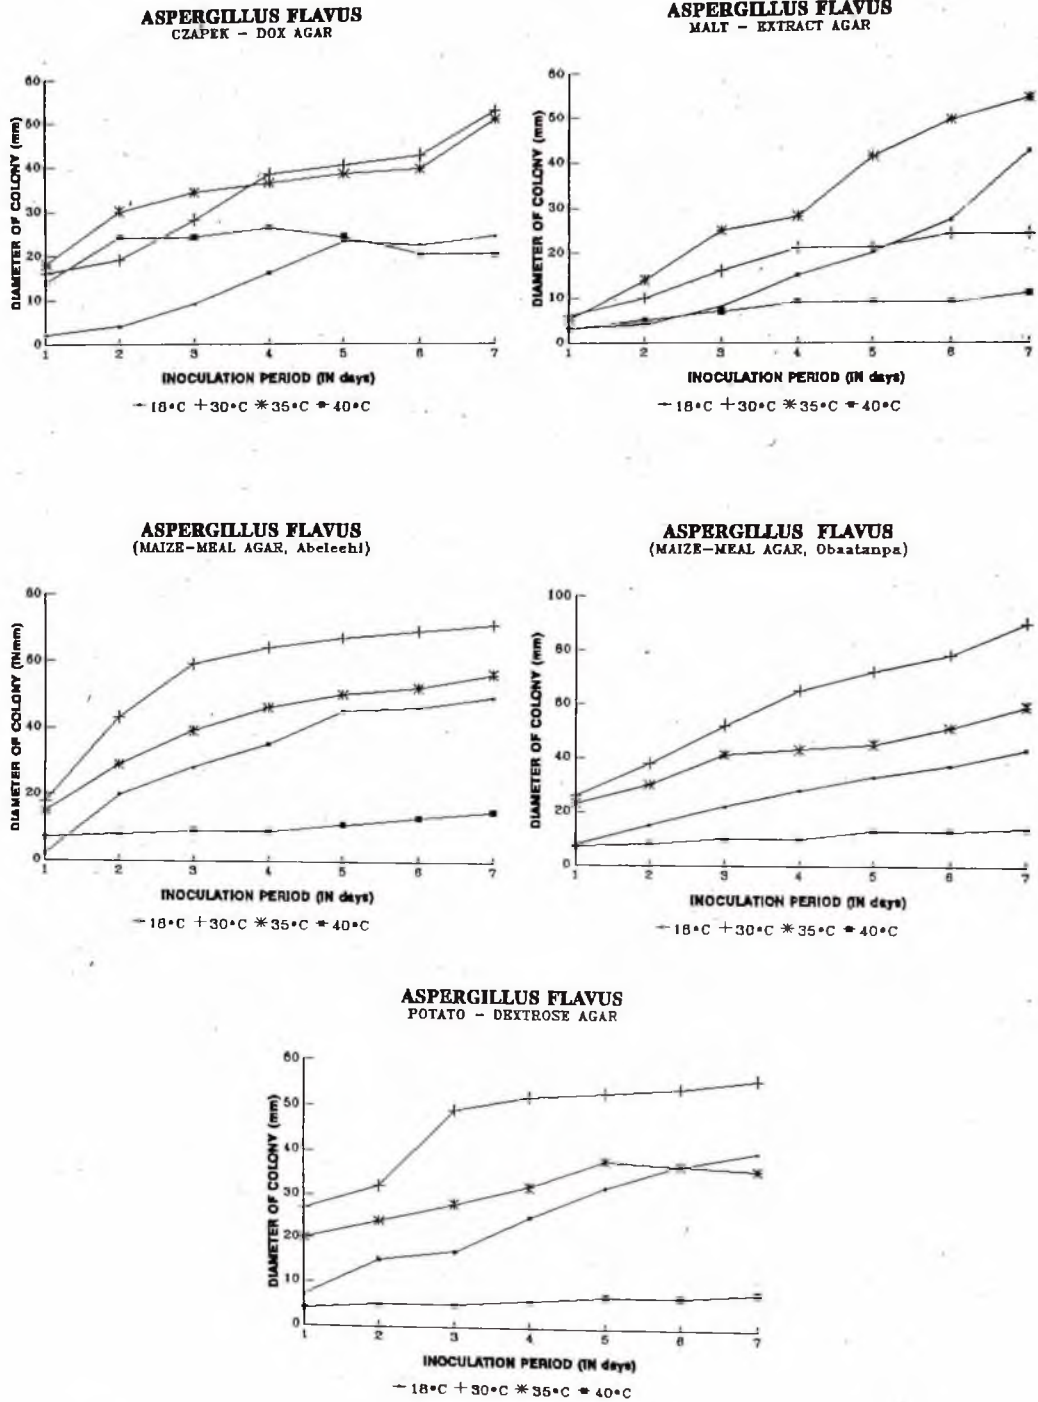 ASPERGILLUS FLAVUS
CZAPEK - DOX AGAR
DIAMETER OF COLONY (mm)
60
50
40
30
20
10
0
1 2 3 4 5 6 7
INOCULATION PERIOD (IN days)
18°C 30°C 35°C 40°C
ASPERGILLUS FLAVUS
MALT - EXTRACT AGAR
DIAMETER OF COLONY (mm)
60
50
40
30
20
10
0
1 2 3 4 5 6 7
INOCULATION PERIOD (IN days)
18°C 30°C 35°C 40°C
ASPERGILLUS FLAVUS
(MAIZE-MEAL AGAR, Abeleehi)
DIAMETER OF COLONY (INmm)
80
60
40
20
0
1 2 3 4 5 6 7
INOCULATION PERIOD (IN days)
18°C 30°C 35°C 40°C
ASPERGILLUS FLAVUS
(MAIZE-MEAL AGAR, Obaatanpa)
DIAMETER OF COLONY (mm)
100
80
60
40
20
0
1 2 3 4 5 6 7
INOCULATION PERIOD (IN days)
18°C 30°C 35°C 40°C
ASPERGILLUS FLAVUS
POTATO - DEXTROSE AGAR
DIAMETER OF COLONY (mm)
60
50
40
30
20
10
0
1 2 3 4 5 6 7
INOCULATION PERIOD (IN days)
18°C 30°C 35°C 40°C